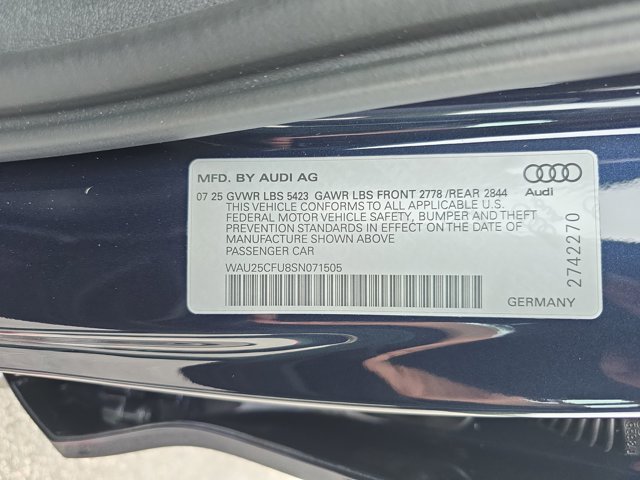 MFD. BY AUDI AG
07 25 GVWR LBS 5423 GAWR LBS FRONT 2778 /REAR 2844
THIS VEHICLE CONFORMS TO ALL APPLICABLE U.S.
FEDERAL MOTOR VEHICLE SAFETY, BUMPER AND THEFT
PREVENTION STANDARDS IN EFFECT ON THE DATE OF
MANUFACTURE SHOWN ABOVE
PASSENGER CAR
WAU25CFU8SN071505
Audi
2742270
GERMANY